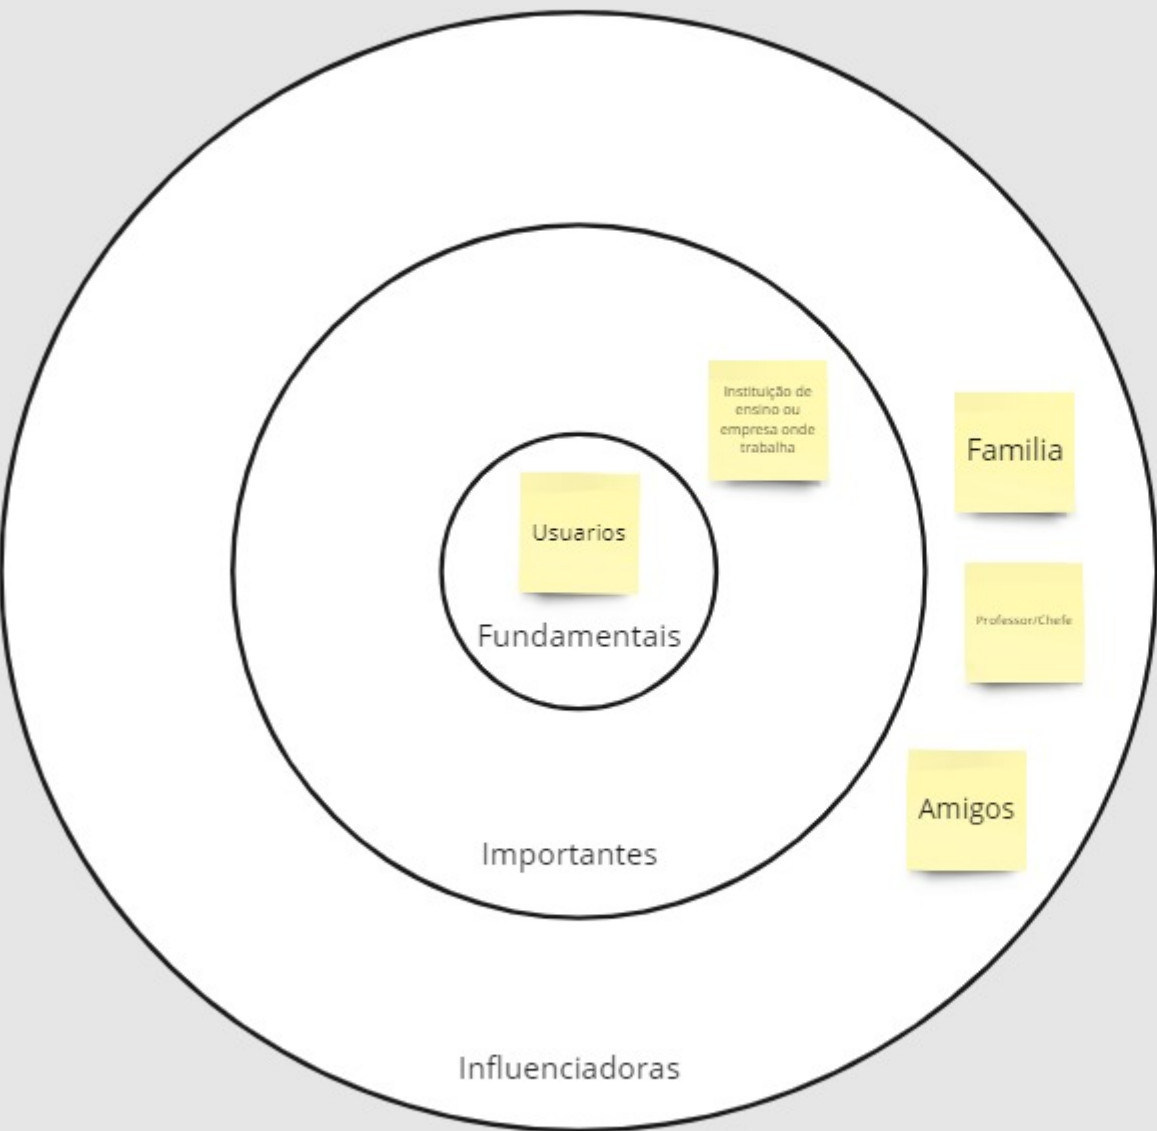 Instituição de
ensino ou
empresa onde
trabalha
Familia
Usuarios
Professor/Chefe
Fundamentais
Amigos
Importantes
Influenciadoras